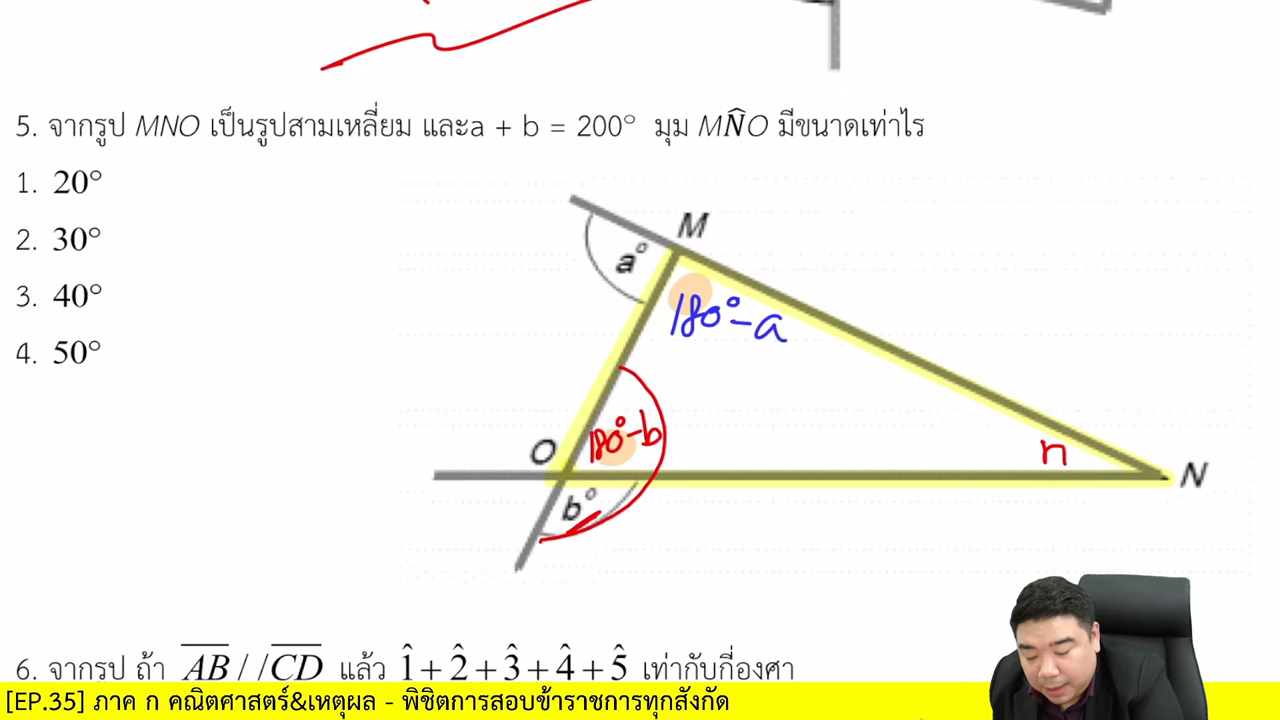 5. จากรูป MNO เป็นรูปสามเหลี่ยม และa + b = 200° มุม MN̂O มีขนาดเท่าไร
1. 20°
2. 30°
3. 40°
4. 50°
M
a°
180°-a
O
180°-b
n
N
b°
6. จากรูป ถ้า AB//CD แล้ว 1̂+2̂+3̂+4̂+5̂ เท่ากับกี่องศา
[EP.35] ภาค ก คณิตศาสตร์&เหตุผล - พิชิตการสอบข้าราชการทุกสังกัด